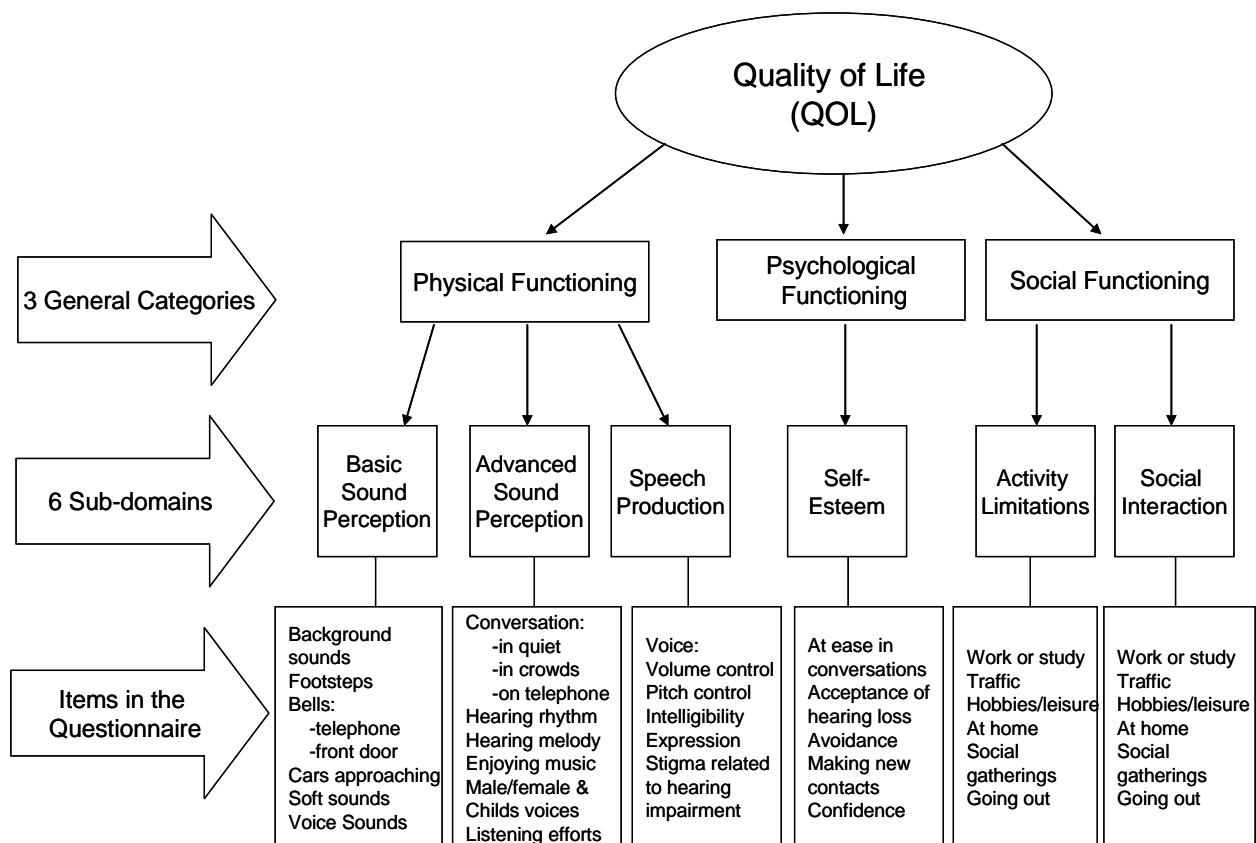 Quality of Life
(QOL)
3 General Categories
Physical Functioning
Psychological
Functioning
Social Functioning
6 Sub-domains
Basic
Sound
Perception
Advanced
Sound
Perception
Speech
Production
Self-
Esteem
Activity
Limitations
Social
Interaction
Items in the
Questionnaire
Background
sounds
Footsteps
Bells:
-telephone
-front door
Cars approaching
Soft sounds
Voice Sounds
Conversation:
-in quiet
-in crowds
-on telephone
Hearing rhythm
Hearing melody
Enjoying music
Male/female &
Childs voices
Listening efforts
Voice:
Volume control
Pitch control
Intelligibility
Expression
Stigma related
to hearing
impairment
At ease in
conversations
Acceptance of
hearing loss
Avoidance
Making new
contacts
Confidence
Work or study
Traffic
Hobbies/leisure
At home
Social
gatherings
Going out
Work or study
Traffic
Hobbies/leisure
At home
Social
gatherings
Going out